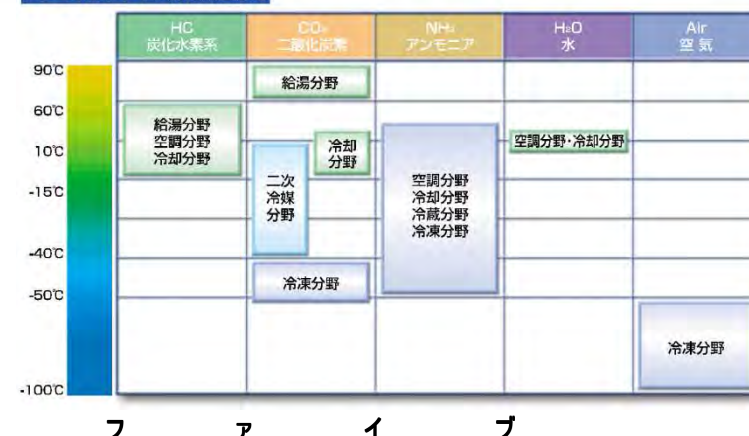 HC
炭化水素系
CO₂
二酸化炭素
NH₃
アンモニア
H₂O
水
Air
空気
90℃
60℃
10℃
-15℃
-40℃
-50℃
-100℃
給湯分野
空調分野
冷却分野
給湯分野
冷却
分野
二次
冷媒
分野
冷凍分野
空調分野
冷却分野
冷蔵分野
冷凍分野
空調分野・冷却分野
冷凍分野
フ ァ イ ブ